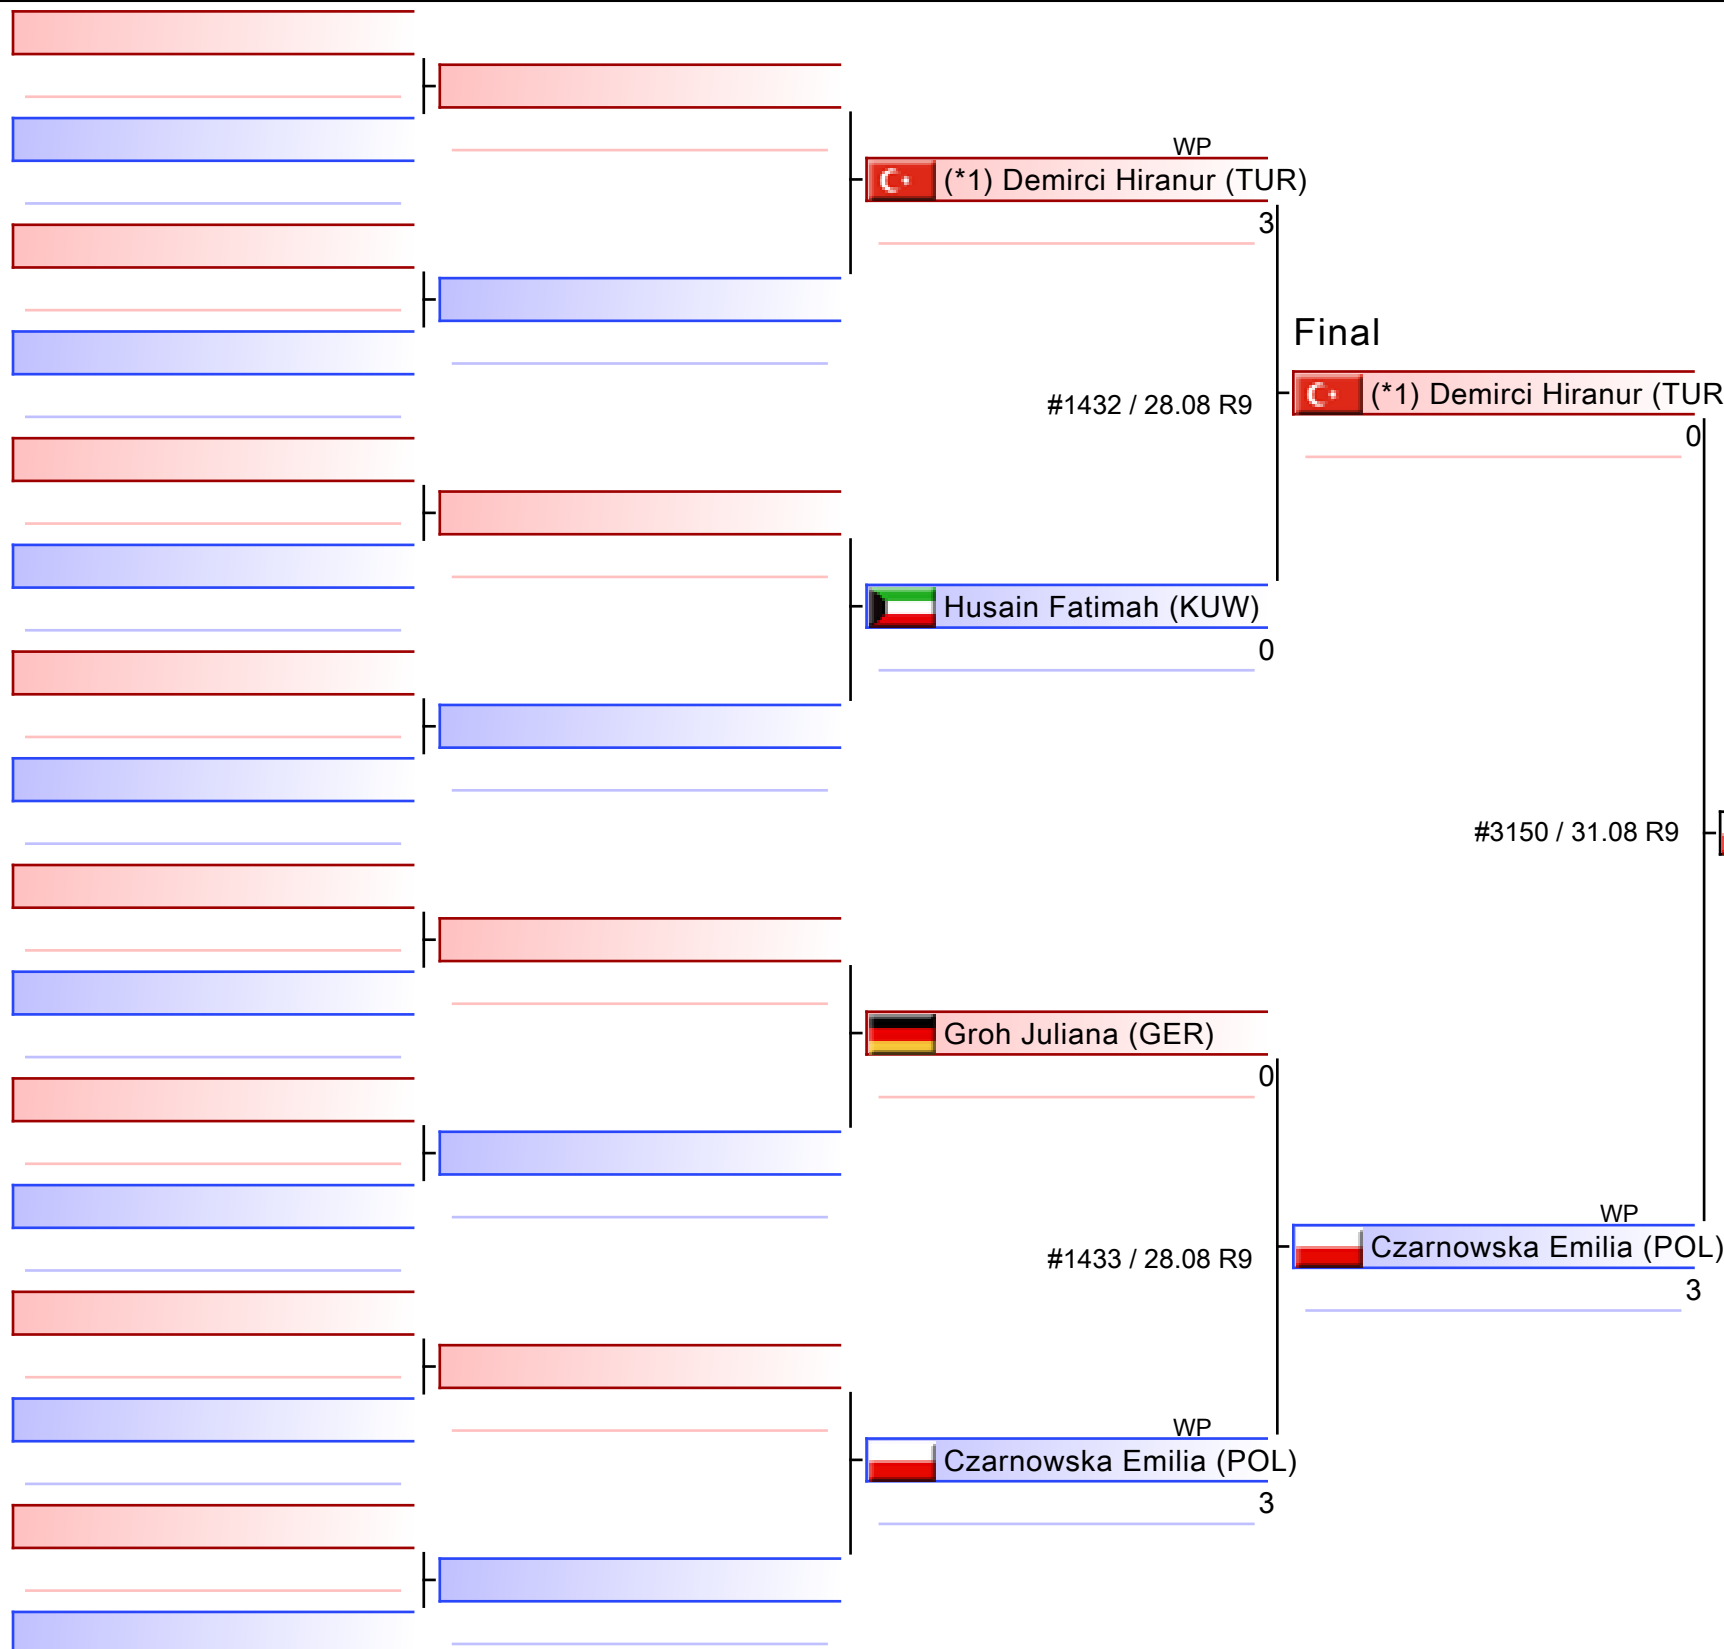 WP
(*1) Demirci Hiranur (TUR)
3
Final
#1432 / 28.08 R9
(*1) Demirci Hiranur (TUR
0
Husain Fatimah (KUW)
0
#3150 / 31.08 R9
Groh Juliana (GER)
0
WP
#1433 / 28.08 R9
Czarnowska Emilia (POL)
3
WP
Czarnowska Emilia (POL)
3